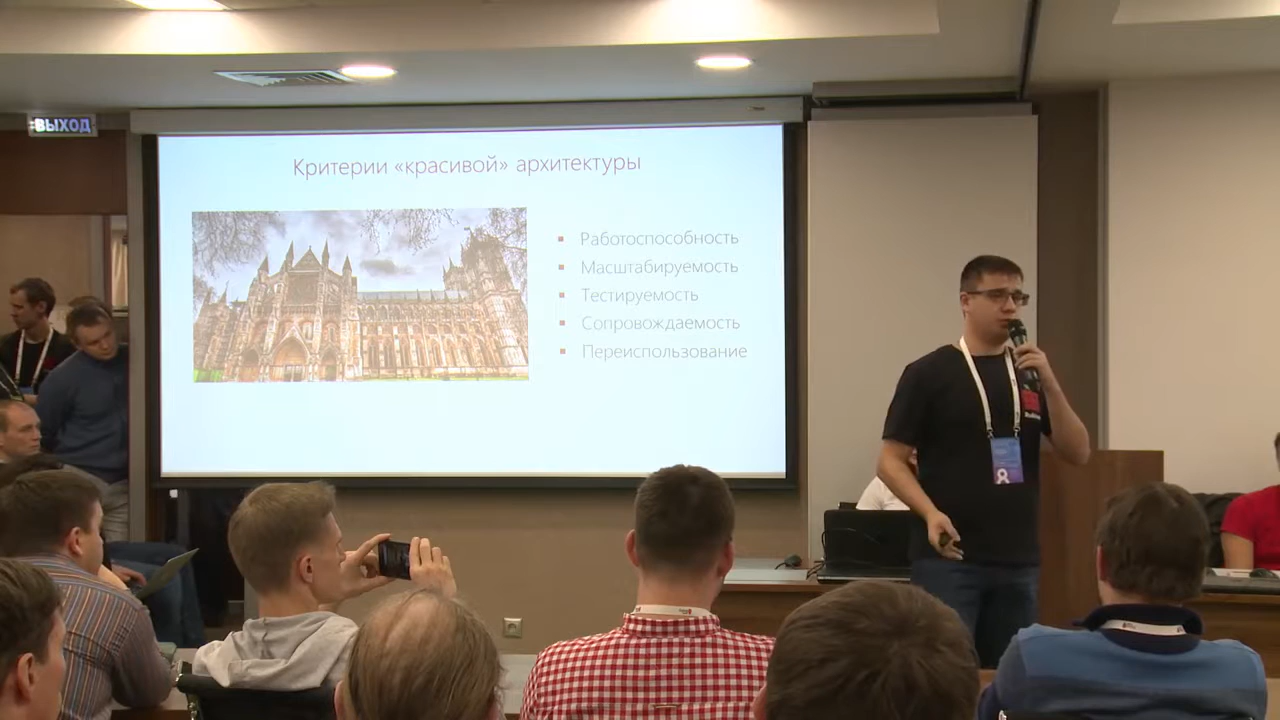 ВЫХОД
Критерии «красивой» архитектуры
Работоспособность
Масштабируемость
Тестируемость
Сопровождаемость
Переиспользование